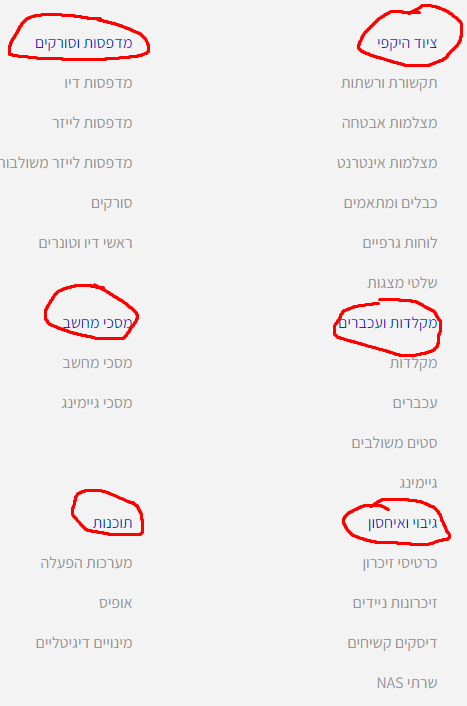 ציוד היקפי
תקשורת ורשתות
מצלמות אבטחה
מצלמות אינטרנט
כבלים ומתאמים
לוחות גרפיים
שלטי מצגות
מקלדות ועכברים
מקלדות
עכברים
סטים משולבים
גיימינג
גיבוי ואיחסון
כרטיסי זיכרון
זיכרונות ניידים
דיסקים קשיחים
שרתי NAS
מדפסות וסורקים
מדפסות דיו
מדפסות לייזר
מדפסות לייזר משולבות
סורקים
ראשי דיו וטונרים
מסכי מחשב
מסכי מחשב
מסכי גיימינג
תוכנות
מערכות הפעלה
אופיס
מינויים דיגיטליים